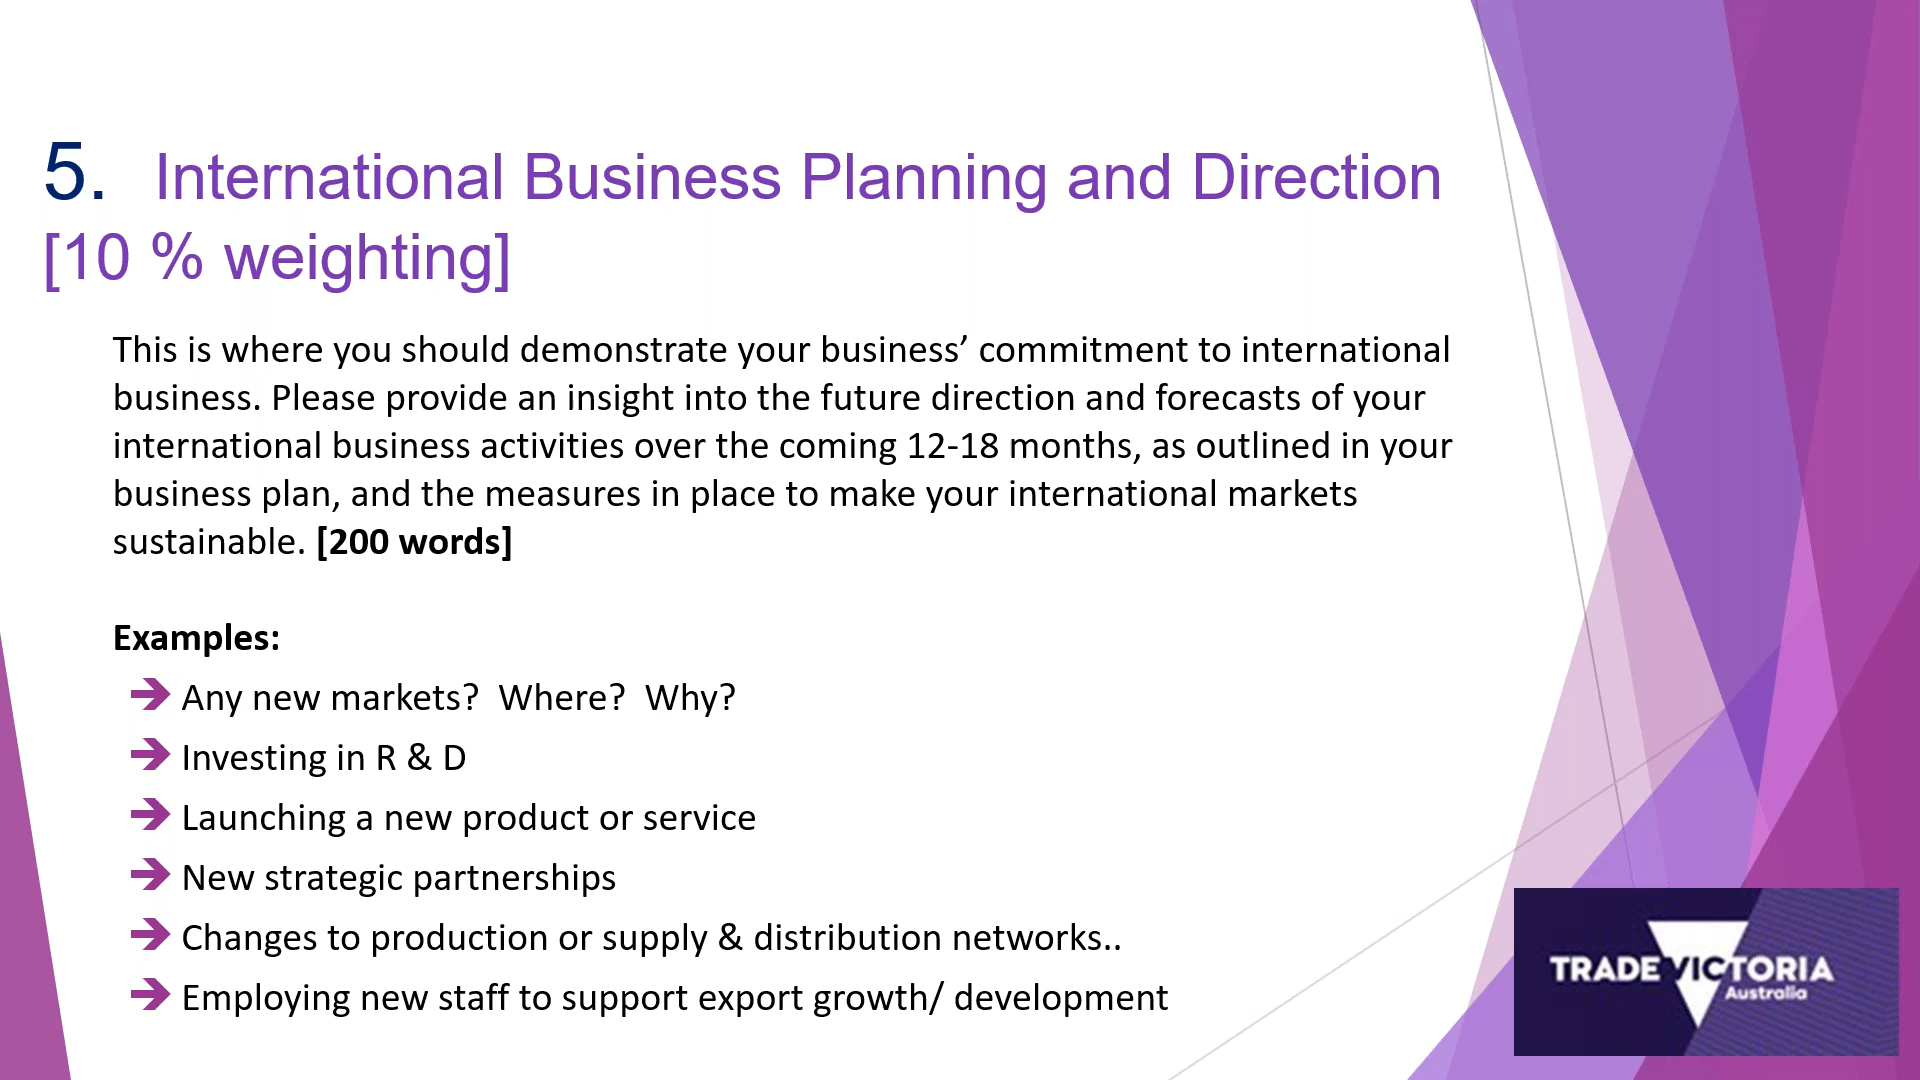 5. International Business Planning and Direction
[10 % weighting]
This is where you should demonstrate your business’ commitment to international
business. Please provide an insight into the future direction and forecasts of your
international business activities over the coming 12-18 months, as outlined in your
business plan, and the measures in place to make your international markets
sustainable. [200 words]
Examples:
Any new markets? Where? Why?
Investing in R & D
Launching a new product or service
New strategic partnerships
Changes to production or supply & distribution networks..
Employing new staff to support export growth/ development
TRADE VICTORIA
Australia